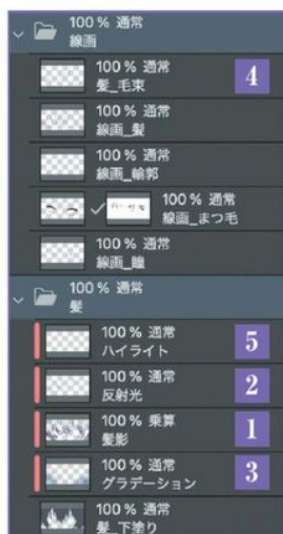 100 % 通常
線画
100 % 通常
髪_毛束
4
100 % 通常
線画_髪
100 % 通常
線画_輪郭
100 % 通常
線画_まつ毛
100 % 通常
線画_瞳
100 % 通常
髪
100 % 通常
ハイライト
5
100 % 通常
反射光
2
100 % 乗算
髪影
1
100 % 通常
グラデーション
3
100 % 通常
髪_下塗り